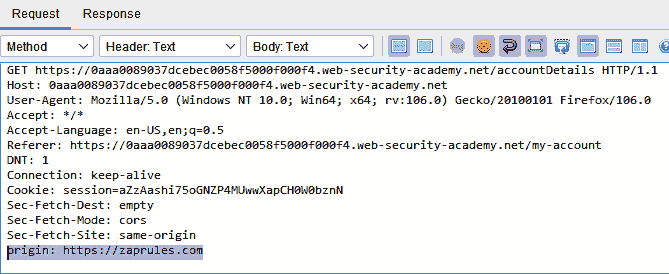 Request Response
Method Header: Text Body: Text
GET https://0aaa0089037dcebec0058f5000f000f4.web-security-academy.net/accountDetails HTTP/1.1
Host: 0aaa0089037dcebec0058f5000f000f4.web-security-academy.net
User-Agent: Mozilla/5.0 (Windows NT 10.0; Win64; x64; rv:106.0) Gecko/20100101 Firefox/106.0
Accept: */*
Accept-Language: en-US,en;q=0.5
Referer: https://0aaa0089037dcebec0058f5000f000f4.web-security-academy.net/my-account
DNT: 1
Connection: keep-alive
Cookie: session=aZzAashi75oGNZP4MUwwXapCH0W0bznN
Sec-Fetch-Dest: empty
Sec-Fetch-Mode: cors
Sec-Fetch-Site: same-origin
origin: https://zaprules.com